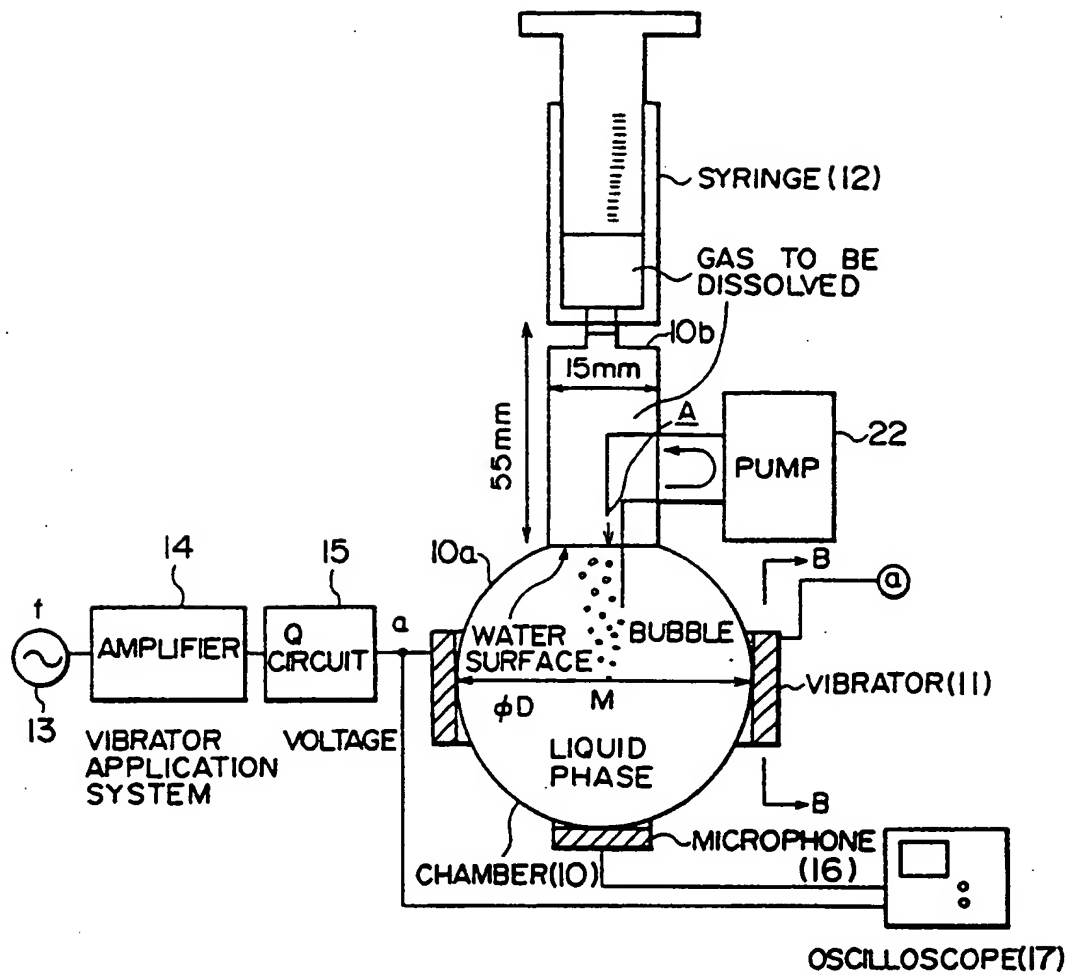 SYRINGE(12)
GAS TO BE
DISSOLVED
10b
15mm
55mm
A
22
PUMP
14
15
10a
B
a
f
AMPLIFIER
Q
CIRCUIT
a
WATER
SURFACE
BUBBLE
13
VIBRATOR
APPLICATION
SYSTEM
VOLTAGE
φD
M
VIBRATOR(11)
LIQUID
PHASE
B
CHAMBER(10)
MICROPHONE
(16)
OSCILLOSCOPE(17)